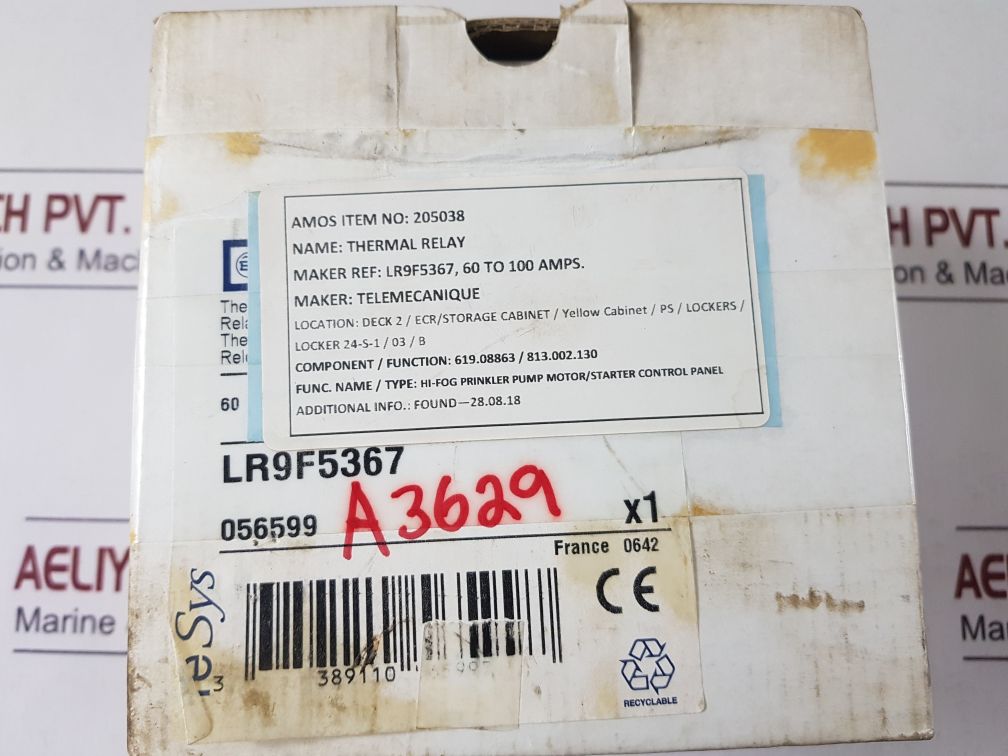 AMOS ITEM NO: 205038
NAME: THERMAL RELAY
MAKER REF: LR9F5367, 60 TO 100 AMPS.
MAKER: TELEMECANIQUE
LOCATION: DECK 2 / ECR/STORAGE CABINET / Yellow Cabinet / PS / LOCKERS /
LOCKER 24-S-1 / 03 / B
COMPONENT / FUNCTION: 619.08863 / 813.002.130
FUNC. NAME / TYPE: HI-FOG PRINKLER PUMP MOTOR/STARTER CONTROL PANEL
ADDITIONAL INFO.: FOUND—28.08.18
60
LR9F5367
A3629
056599
x1
France 0642
CE
Sys
3
389110
RECYCLABLE
PVT.
PVT.
Marine